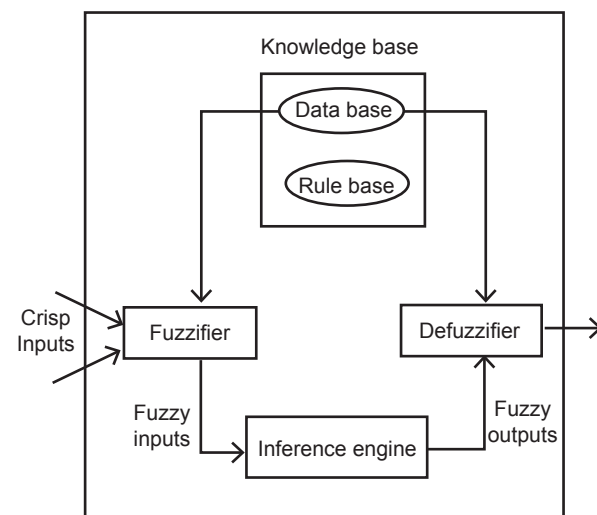 Knowledge base
Data base
Rule base
Crisp
Inputs
Fuzzifier
Defuzzifier
Fuzzy
inputs
Inference engine
Fuzzy
outputs